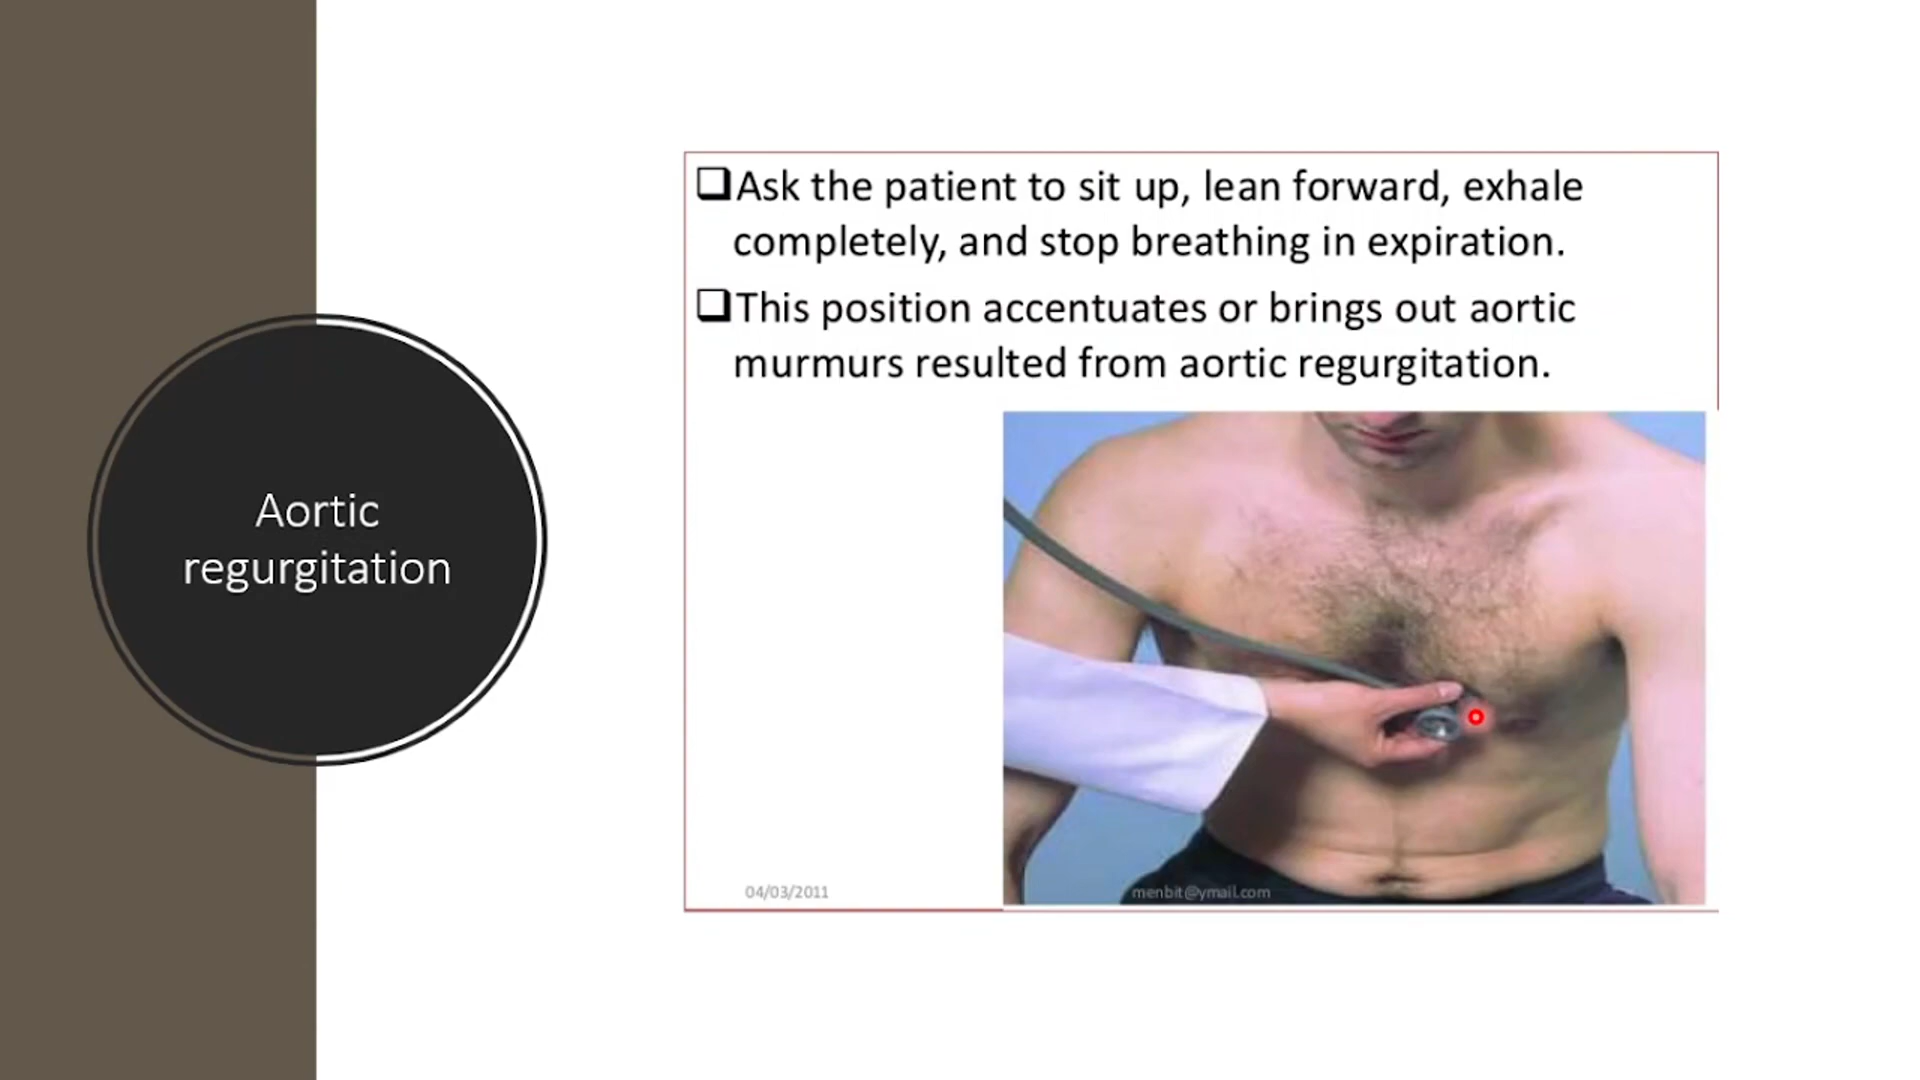 Aortic
regurgitation
❑Ask the patient to sit up, lean forward, exhale
completely, and stop breathing in expiration.
❑This position accentuates or brings out aortic
murmurs resulted from aortic regurgitation.
04/03/2011
menbit@ymail.com